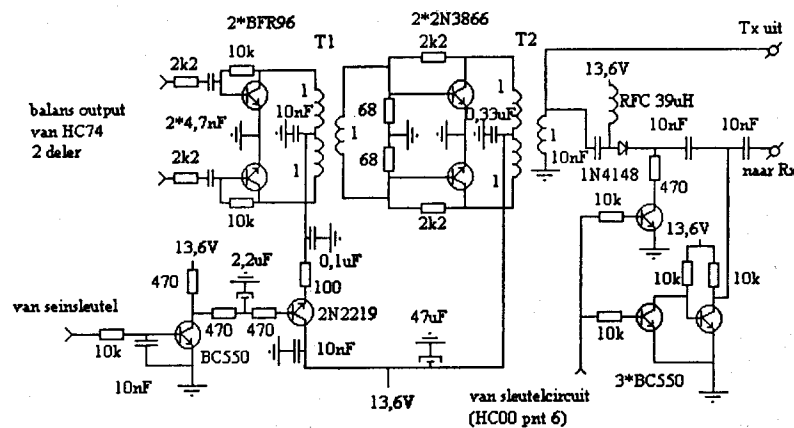 2*BFR96
2*2N3866
10k
T1
2k2
T2
Tx uit
2k2
1
1
13,6V
RFC 39uH
balans output
van HC74
2 deler
2*4,7nF
10nF
1
68
0,33uF
1
10nF
10nF
2k2
1
68
1
10nF
1N4148
naar Rx
10k
2k2
470
10k
13,6V
13,6V
2,2uF
0,1uF
470
100
10k
10k
van seinsleutel
470
470
2N2219
47uF
10k
10k
BC550
10nF
10nF
3*BC550
13,6V
van sleutelcircuit
(HC00 pnt 6)